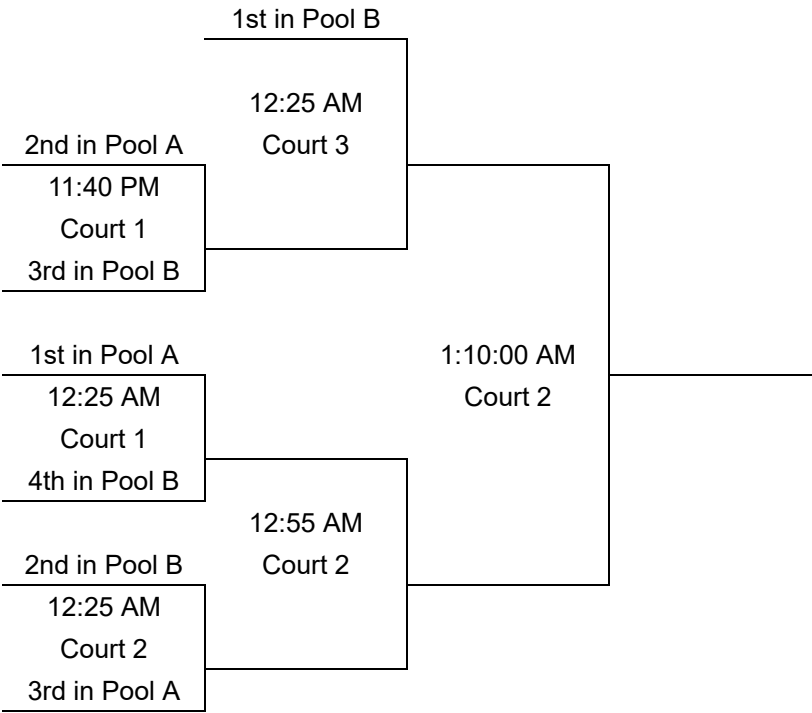 1st in Pool B
12:25 AM
Court 3
2nd in Pool A
11:40 PM
Court 1
3rd in Pool B
1st in Pool A
12:25 AM
Court 1
4th in Pool B
1:10:00 AM
Court 2
12:55 AM
Court 2
2nd in Pool B
12:25 AM
Court 2
3rd in Pool A